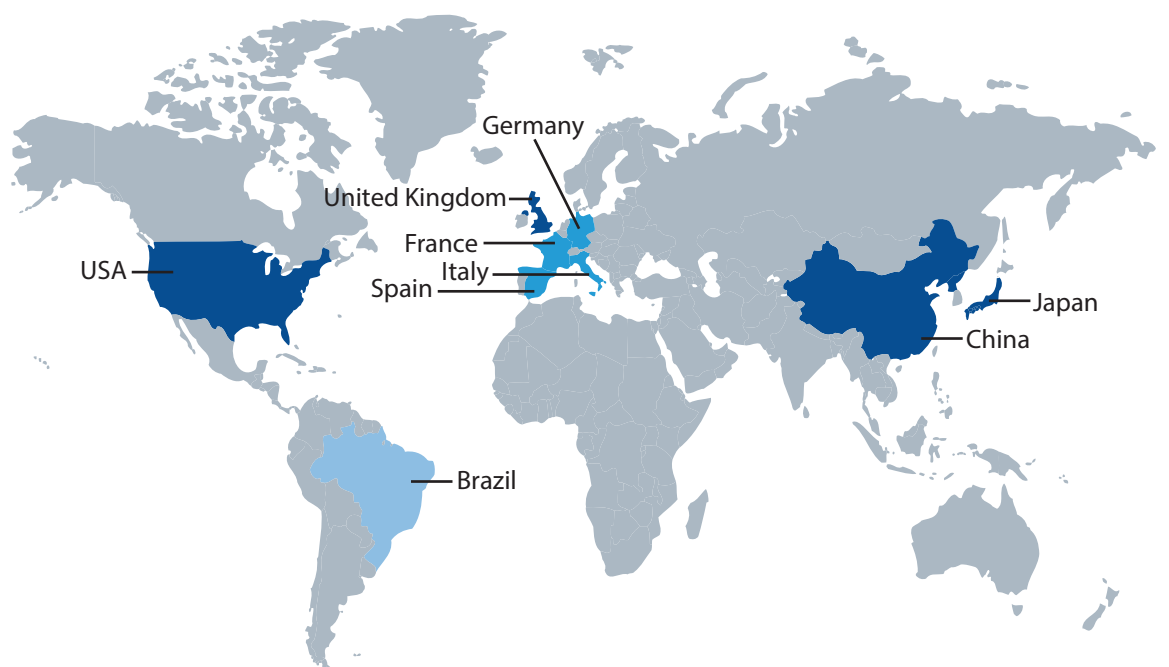 Germany
United Kingdom
France
USA
Italy
Spain
Japan
China
Brazil